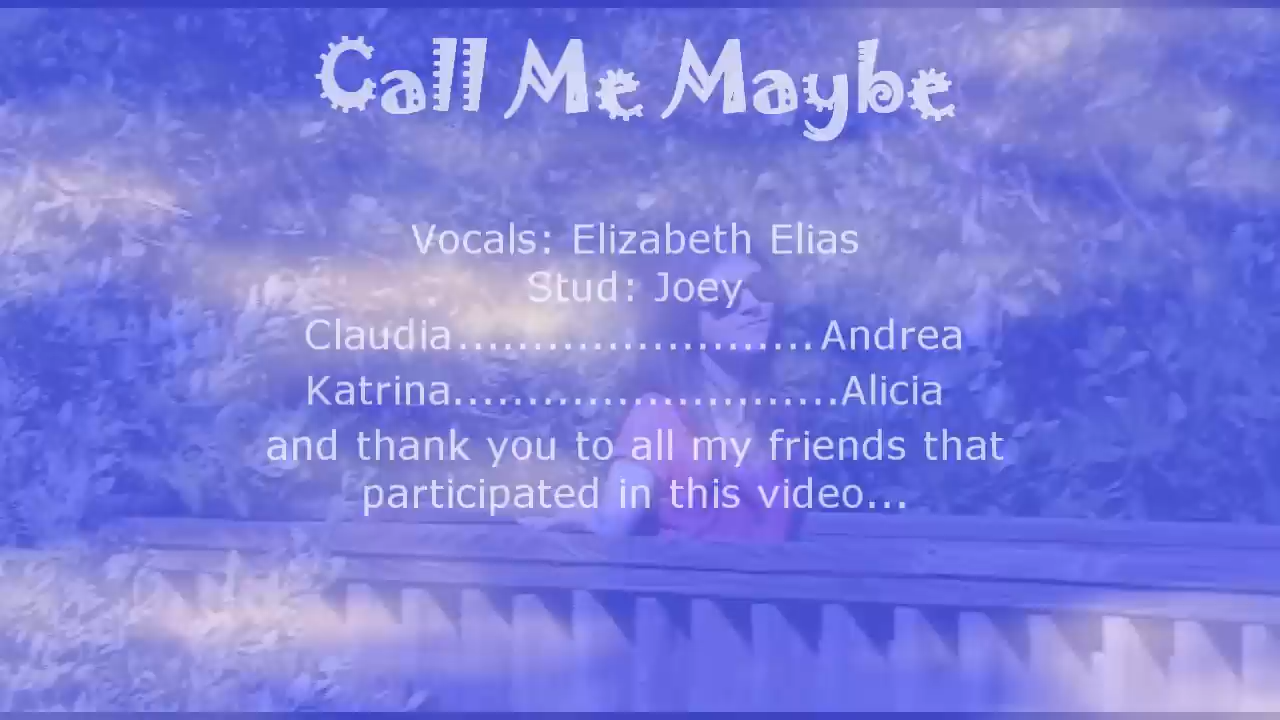 Call Me Maybe
Vocals: Elizabeth Elias
Stud: Joey
Claudia........................Andrea
Katrina..........................Alicia
and thank you to all my friends that
participated in this video...